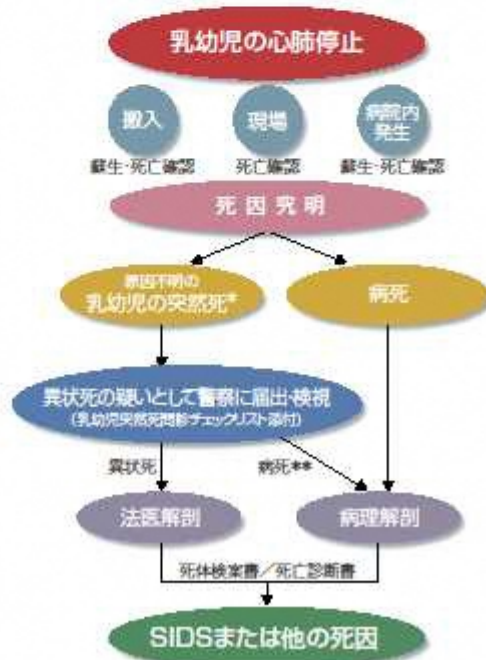 乳幼児の心肺停止
搬入
現場
病院内
発生
蘇生・死亡確認
死亡確認
蘇生・死亡確認
死因究明
原因不明の
乳幼児の突然死*
病死
異状死の疑いとして警察に届出・検視
(乳幼児突然死問診チェックリスト添付)
異状死
病死**
法医解剖
病理解剖
死体検案書/死亡診断書
SIDSまたは他の死因